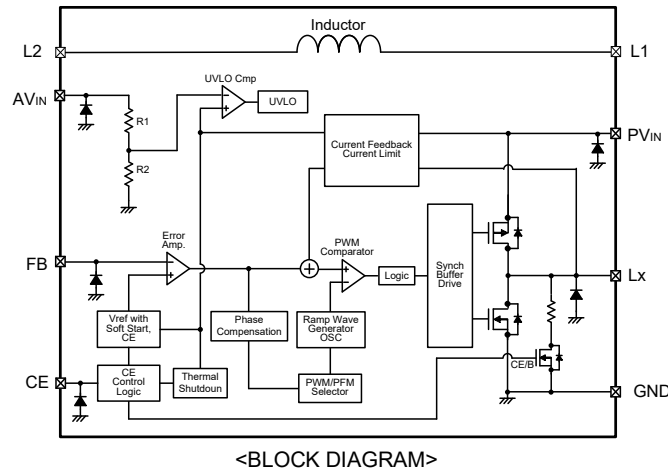 Inductor
L2
L1
UVLO Cmp
AVIN
UVLO
R1
R2
Current Feedback
Current Limit
PVIN
Error
Amp.
FB
PWM
Comparator
Logic
Synch
Buffer
Drive
Lx
Vref with
Soft Start,
CE
Phase
Compensation
Ramp Wave
Generator
OSC
CE
CE
Control
Logic
Thermal
Shutdoun
PWM/PFM
Selector
CE/B
GND
<BLOCK DIAGRAM>